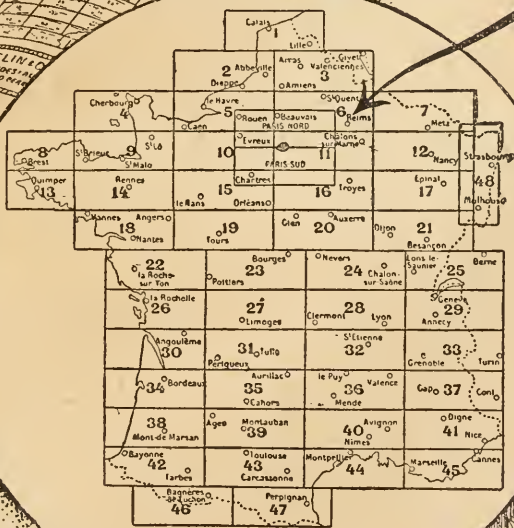 LIN & C
Calais
1
Lille
2 Abbeville
Dieppe
Arras
3
Givet
Valenciennes
Amiens
Cherbourg
4
le Havre
5
Caen
Rouen
Beauvais
PARIS NORD
St Quent
6
Reims
7
Metz
8
Brest
St Brieuc
9
St Malo
St Lô
10
Evreux
PARIS SUD
11
Châlons
sur Marne
12
Nancy
Strasbourg
48
Mulhouse
Quimper
13
Rennes
14
15
le Mans
Chartres
Orléans
16
Troyes
Epinal
17
Vannes
18
Angers
Nantes
19
Tours
Gien
20
Auxerre
Dijon
21
Besançon
22
la Roche
sur Yon
Bourges
23
Poitiers
Nevers
24
Chalon-
sur Saône
Lons le-
Saunier
25
Berne
la Rochelle
26
27
Limoges
28
Clermont
Lyon
Genève
29
Annecy
Angoulême
30
31
Tulle
Périgueux
St Etienne
32
33
Grenoble
Turin
34
Bordeaux
Aurillac
35
Cahors
le Puy
36
Mende
Valence
Gap
37
Coni
38
Mont-de-Marsan
Agen
Montauban
39
Avignon
40
Nîmes
Digne
41
Nice
Bayonne
42
Tarbes
Toulouse
43
Carcassonne
Montpellier
44
Marseille
45
Cannes
Bagnères
de Luchon
46
Perpignan
47